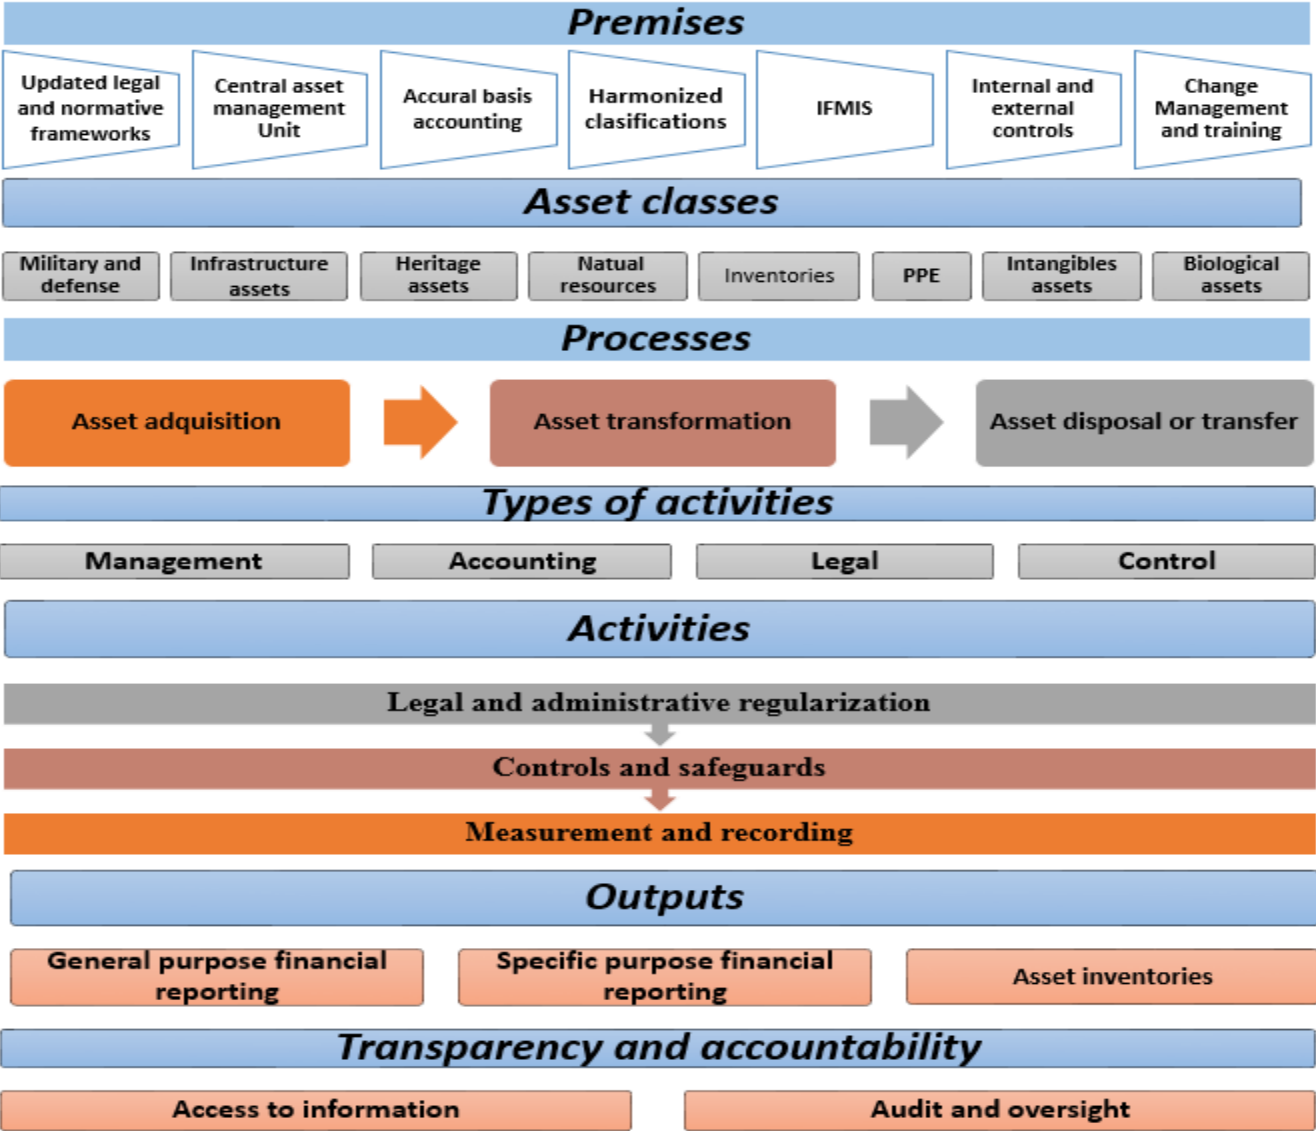 Premises
Updated legal
and normative
frameworks
Central asset
management
Unit
Accural basis
accounting
Harmonized
clasifications
IFMIS
Internal and
external
controls
Change
Management
and training
Asset classes
Military and
defense
Infrastructure
assets
Heritage
assets
Natual
resources
Inventories
PPE
Intangibles
assets
Biological
assets
Processes
Asset adquisition
Asset transformation
Asset disposal or transfer
Types of activities
Management
Accounting
Legal
Control
Activities
Legal and administrative regularization
Controls and safeguards
Measurement and recording
Outputs
General purpose financial
reporting
Specific purpose financial
reporting
Asset inventories
Transparency and accountability
Access to information
Audit and oversight